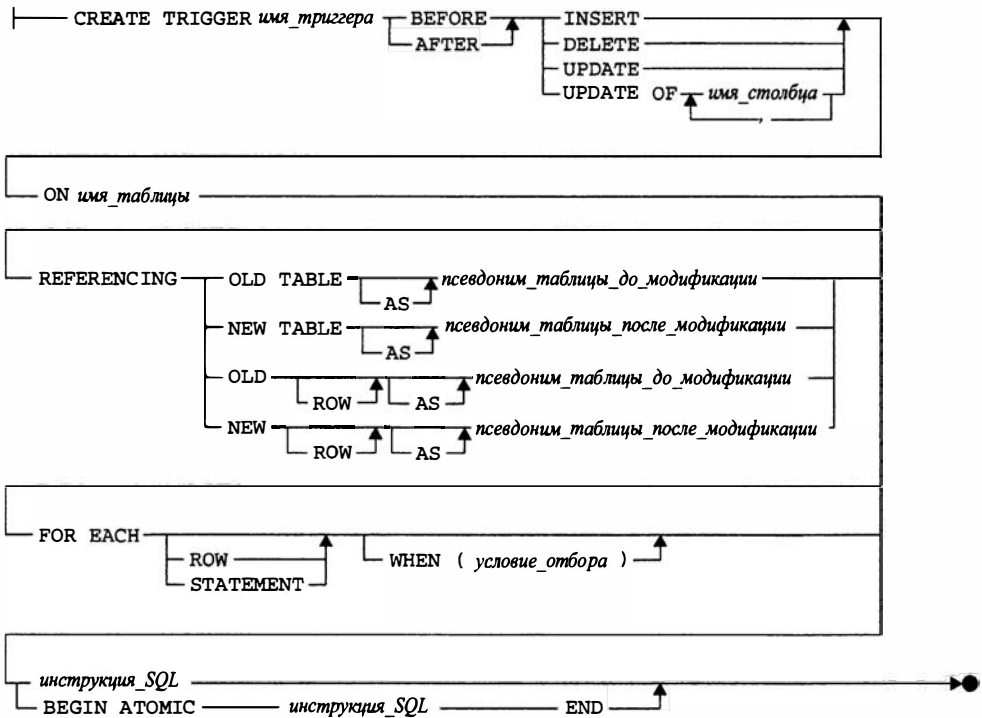 CREATE TRIGGER имя_триггера BEFORE INSERT
AFTER DELETE
UPDATE
UPDATE OF имя_столбца
,
ON имя_таблицы
REFERENCING OLD TABLE псевдоним_таблицы_до_модификации
AS
NEW TABLE псевдоним_таблицы_после_модификации
AS
OLD псевдоним_таблицы_до_модификации
ROW AS
NEW псевдоним_таблицы_после_модификации
ROW AS
FOR EACH
ROW WHEN ( условие_отбора )
STATEMENT
инструкция_SQL
BEGIN ATOMIC инструкция_SQL END